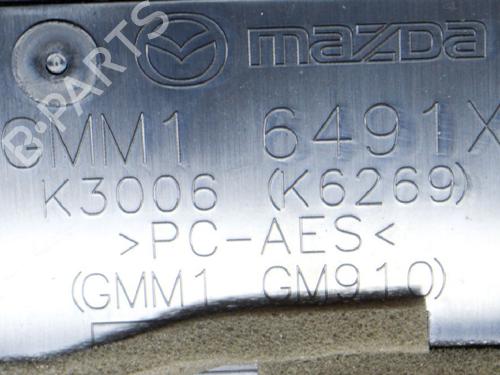 mazda
GMM1 6491X
K3006 (K6269)
>PC-AES<
(GMM1 GM910)
B-PARTS